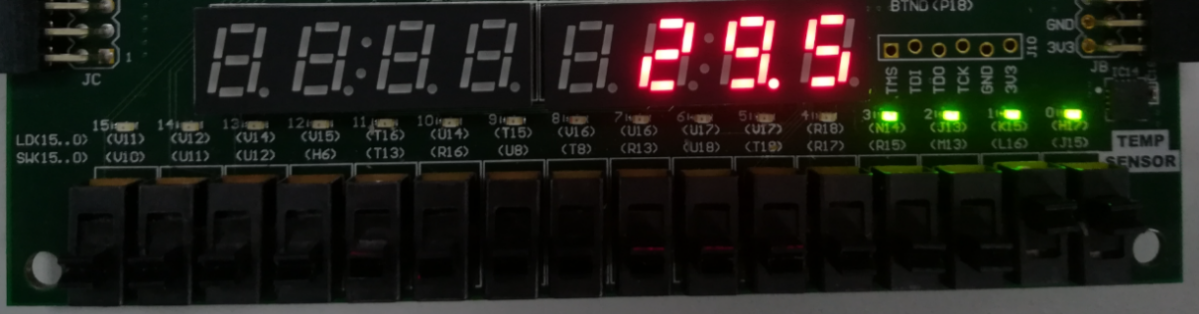 BTND(P18)
GND
3V3
JC
1
29.5
J10
JB
TMS
TDI
TDO
TCK
GND
3V3
IC14
15 14 13 12 11 10 9 8 7 6 5 4 3 2 1 0
LD(15..0) (V11) (V12) (V14) (V15) (T16) (U14) (T15) (V16) (U16) (U17) (V17) (R18) (N14) (J13) (K15) (H17)
SWK(15..0) (V10) (U11) (U12) (H6) (T13) (R16) (U8) (T8) (R13) (U18) (T18) (R17) (R15) (M13) (L16) (J15)
TEMP
SENSOR